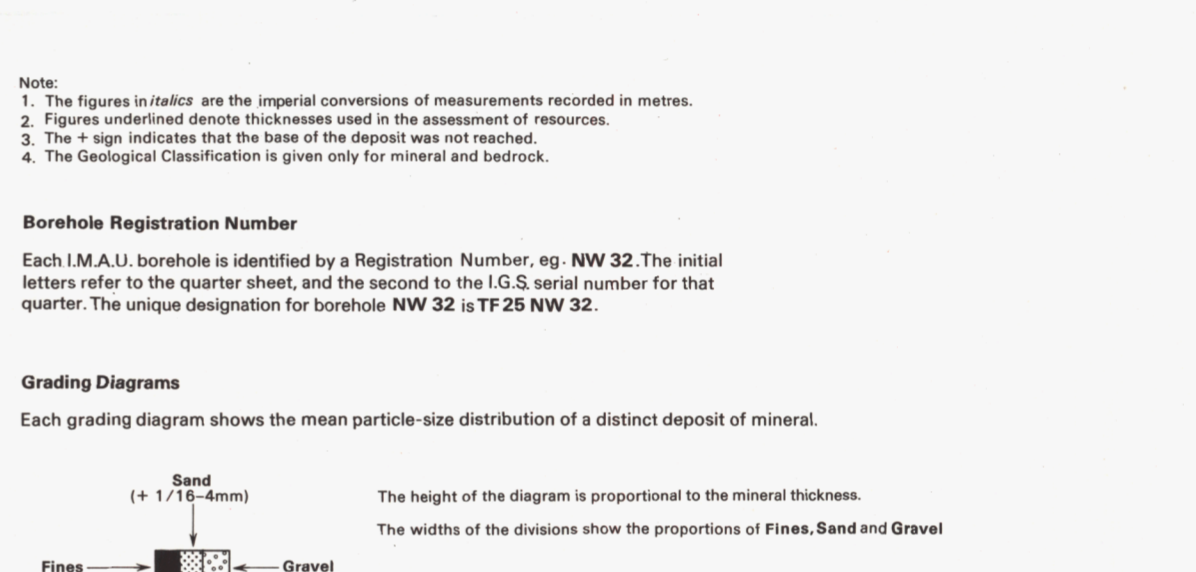 Note:
1. The figures in italics are the imperial conversions of measurements recorded in metres.
2. Figures underlined denote thicknesses used in the assessment of resources.
3. The + sign indicates that the base of the deposit was not reached.
4. The Geological Classification is given only for mineral and bedrock.
Borehole Registration Number
Each I.M.A.U. borehole is identified by a Registration Number, eg. NW 32. The initial
letters refer to the quarter sheet, and the second to the I.G.S. serial number for that
quarter. The unique designation for borehole NW 32 is TF 25 NW 32.
Grading Diagrams
Each grading diagram shows the mean particle-size distribution of a distinct deposit of mineral.
Sand
(+ 1/16–4mm)
The height of the diagram is proportional to the mineral thickness.
The widths of the divisions show the proportions of Fines, Sand and Gravel
Fines
Gravel